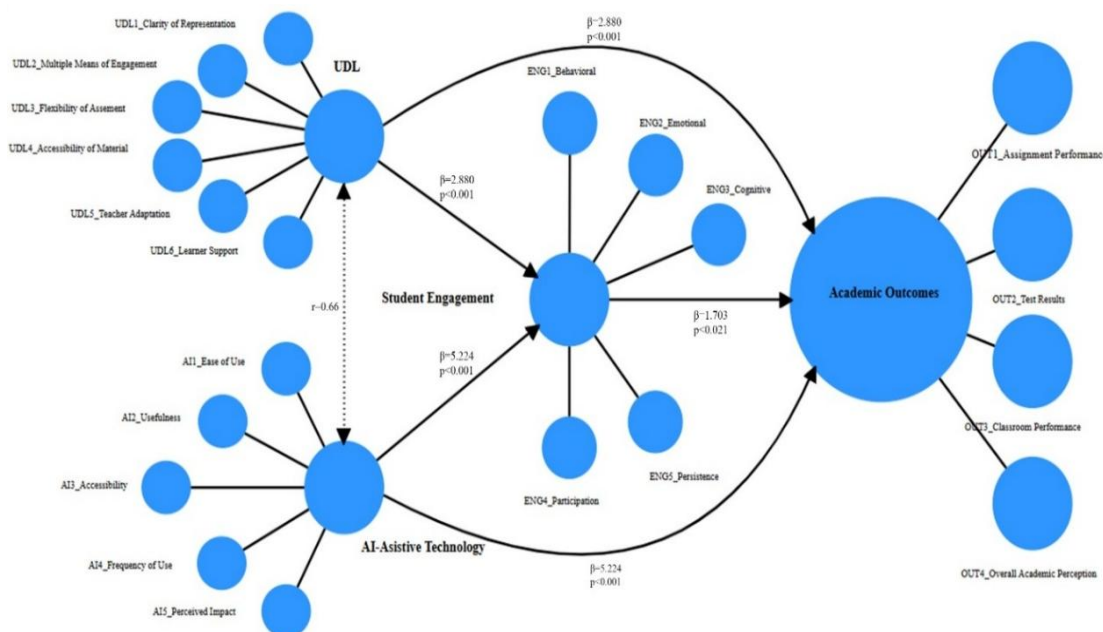 UDL1_Clarity of Representation
UDL2_Multiple Means of Engagement
UDL
UDL3_Flexibility of Assement
UDL4_Accessibility of Material
UDL5_Teacher Adaptation
UDL6_Learner Support
β=2.880
p<0.001
ENG1_Behavioral
ENG2_Emotional
ENG3_Cognitive
β=2.880
p<0.001
OUT1_Assignment Performance
Student Engagement
r=0.66
β=1.703
p<0.021
Academic Outcomes
OUT2_Test Results
β=5.224
p<0.001
AI1_Ease of Use
AI2_Usefulness
AI3_Accessibility
AI4_Frequency of Use
AI5_Perceived Impact
AI-Asistive Technology
ENG4_Participation
ENG5_Persistence
OUT3_Classroom Performance
β=5.224
p<0.001
OUT4_Overall Academic Perception